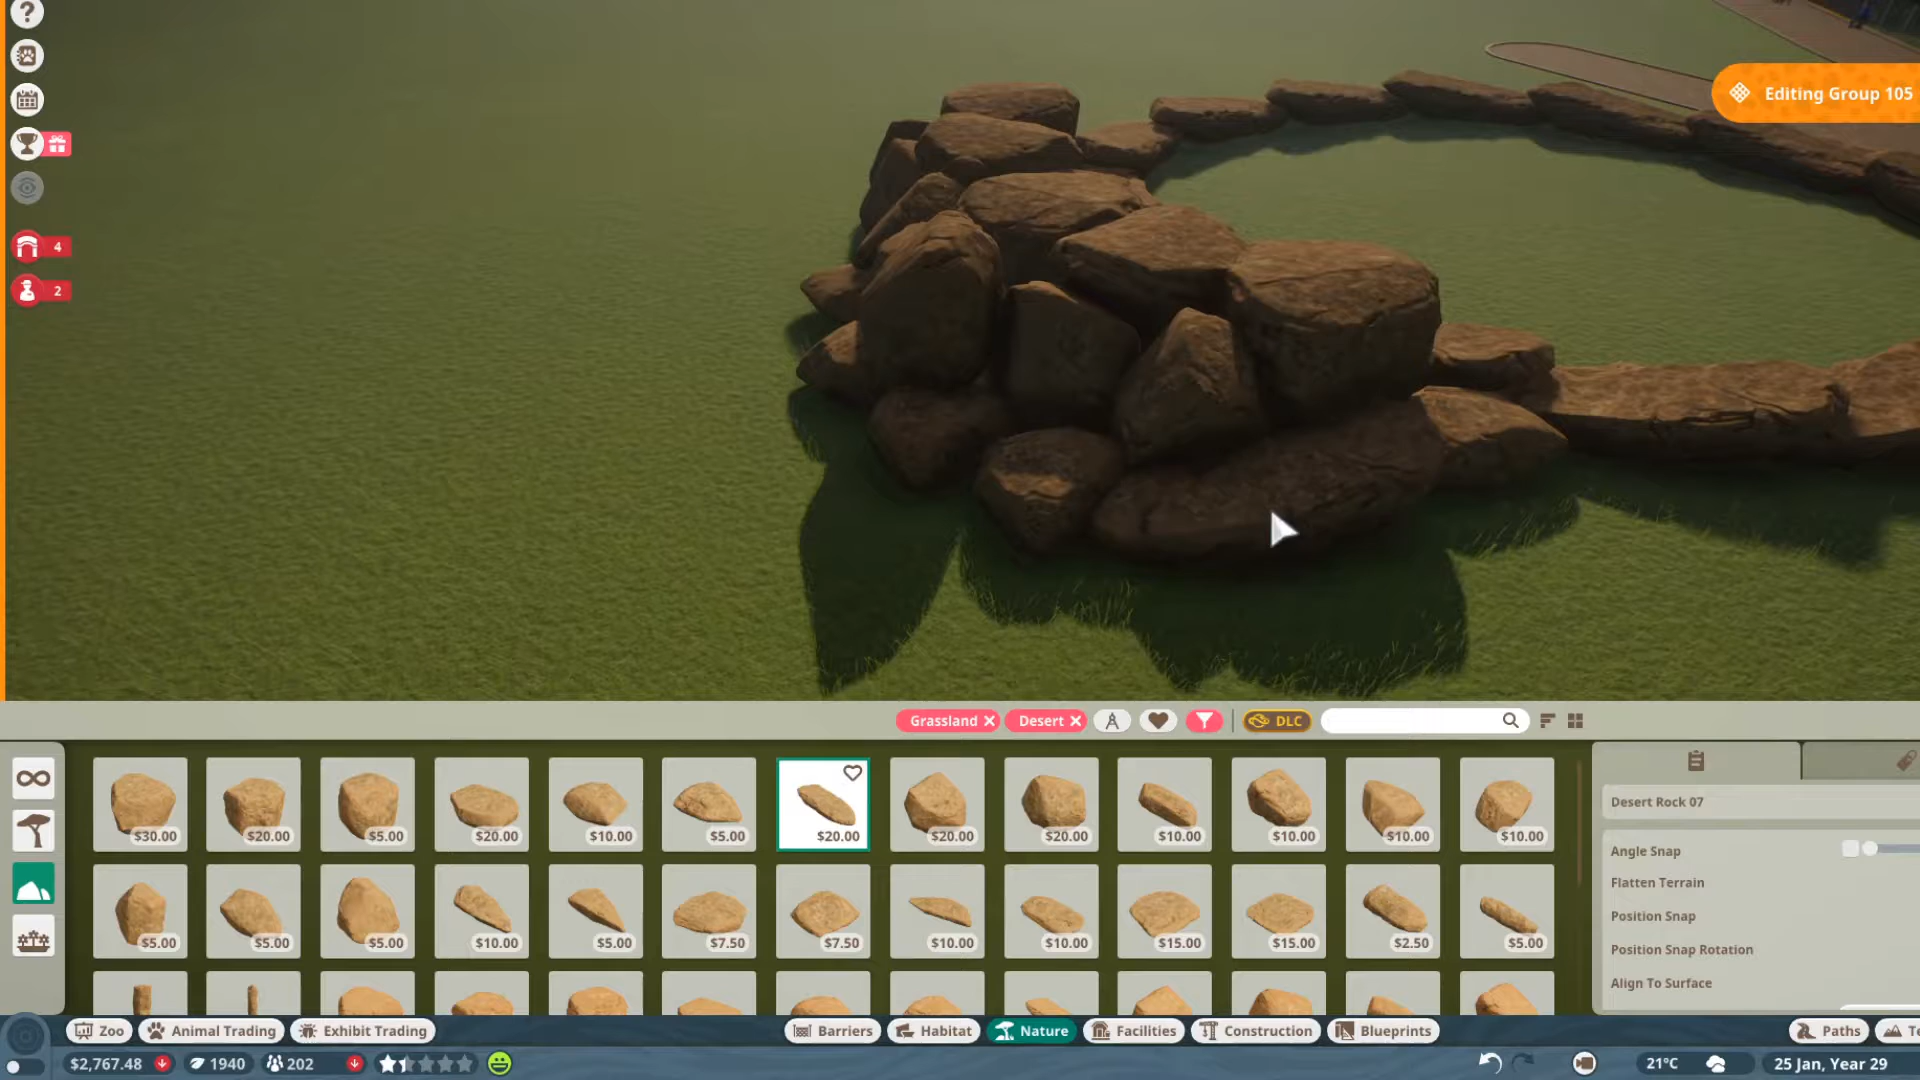 ?
Editing Group 105
4
2
Grassland
Desert
DLC
$30.00
$20.00
$5.00
$20.00
$10.00
$5.00
$20.00
$20.00
$20.00
$10.00
$10.00
$10.00
$10.00
$5.00
$5.00
$5.00
$10.00
$5.00
$7.50
$7.50
$10.00
$10.00
$15.00
$15.00
$2.50
$5.00
Desert Rock 07
Angle Snap
Flatten Terrain
Position Snap
Position Snap Rotation
Align To Surface
Zoo
Animal Trading
Exhibit Trading
Barriers
Habitat
Nature
Facilities
Construction
Blueprints
Paths
Te
$2,767.48
1940
202
21°C
25 Jan, Year 29